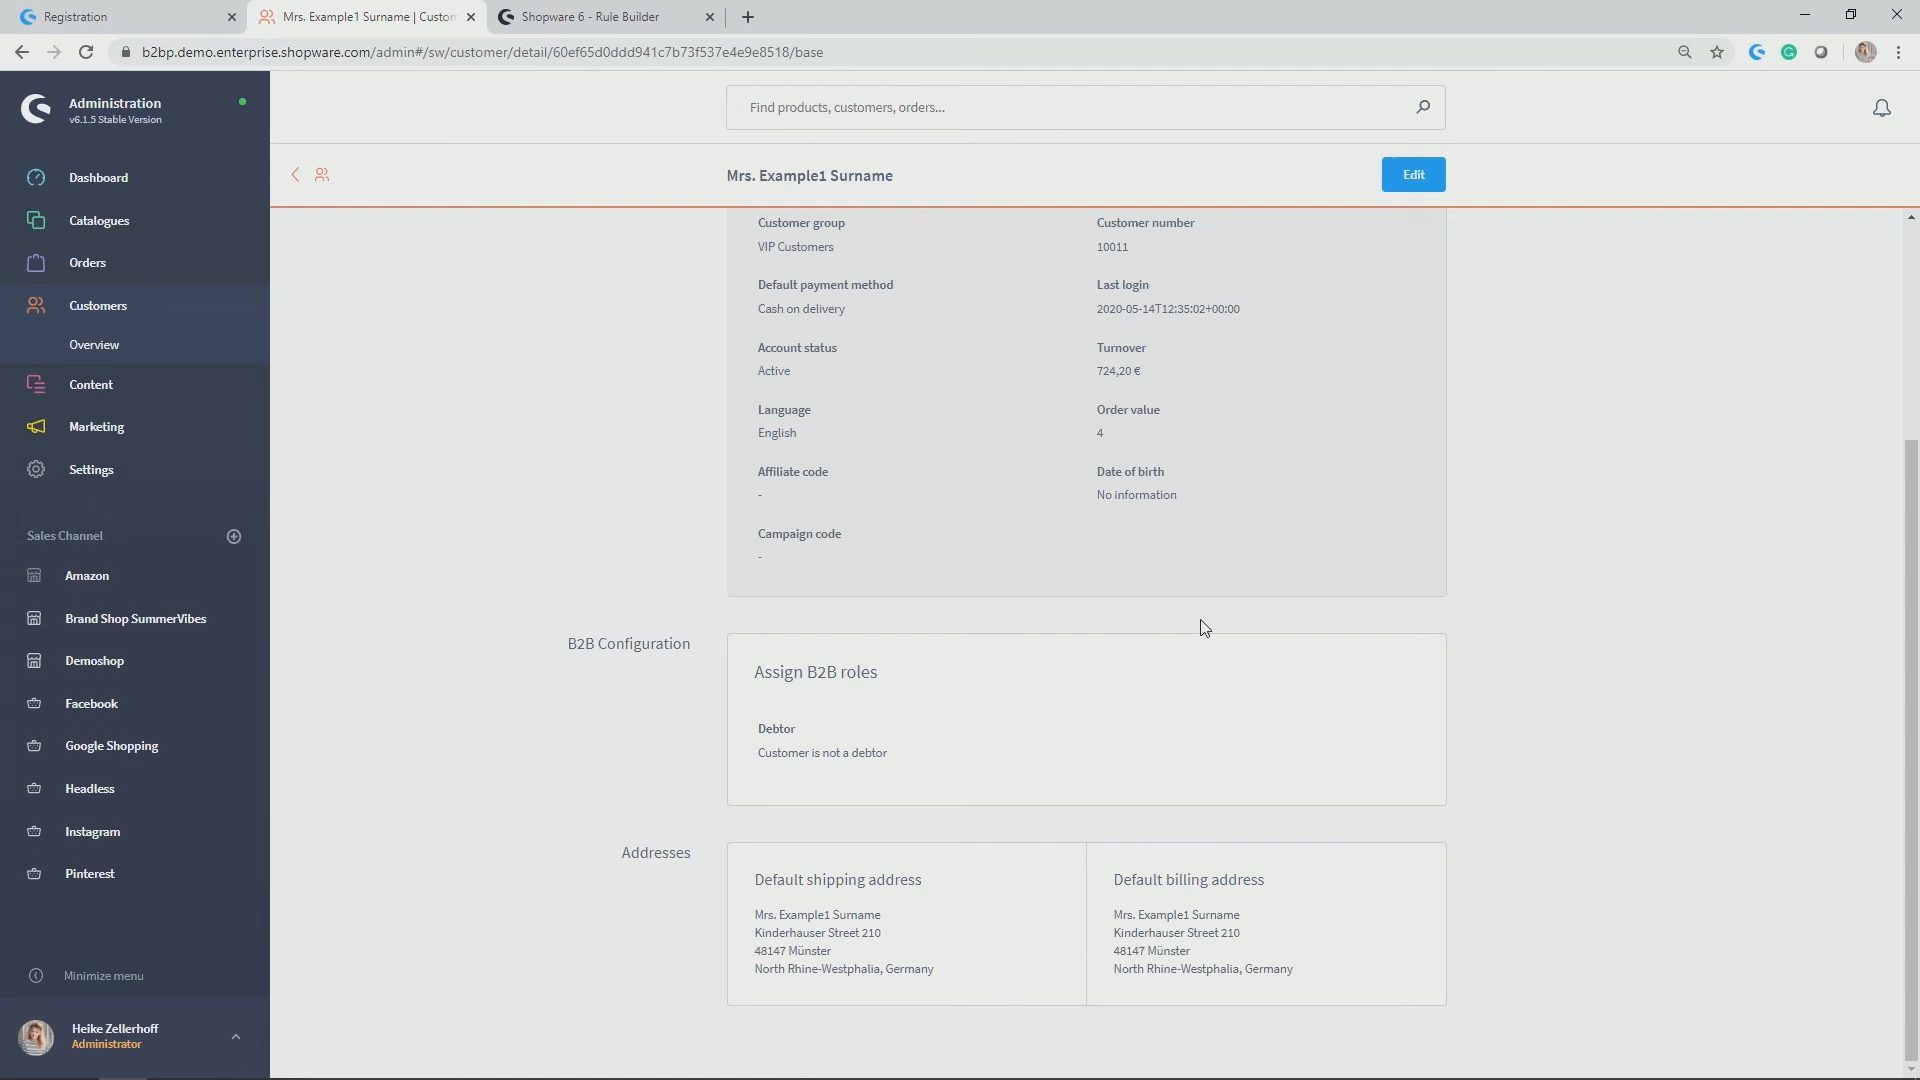 Registration
Mrs. Example1 Surname | Custom
Shopware 6 - Rule Builder
b2bp.demo.enterprise.shopware.com/admin#/sw/customer/detail/60ef65d0ddd941c7b73f537e4e9e8518/base
Administration
v6.1.5 Stable Version
Find products, customers, orders...
Mrs. Example1 Surname
Edit
Dashboard
Catalogues
Orders
Customers
Overview
Content
Marketing
Settings
Sales Channel
Amazon
Brand Shop SummerVibes
Demoshop
Facebook
Google Shopping
Headless
Instagram
Pinterest
Minimize menu
Heike Zellerhoff
Administrator
Customer group
VIP Customers
Customer number
10011
Default payment method
Cash on delivery
Last login
2020-05-14T12:35:02+00:00
Account status
Active
Turnover
724,20 €
Language
English
Order value
4
Affiliate code
-
Date of birth
No information
Campaign code
-
B2B Configuration
Assign B2B roles
Debtor
Customer is not a debtor
Addresses
Default shipping address
Mrs. Example1 Surname
Kinderhauser Street 210
48147 Münster
North Rhine-Westphalia, Germany
Default billing address
Mrs. Example1 Surname
Kinderhauser Street 210
48147 Münster
North Rhine-Westphalia, Germany